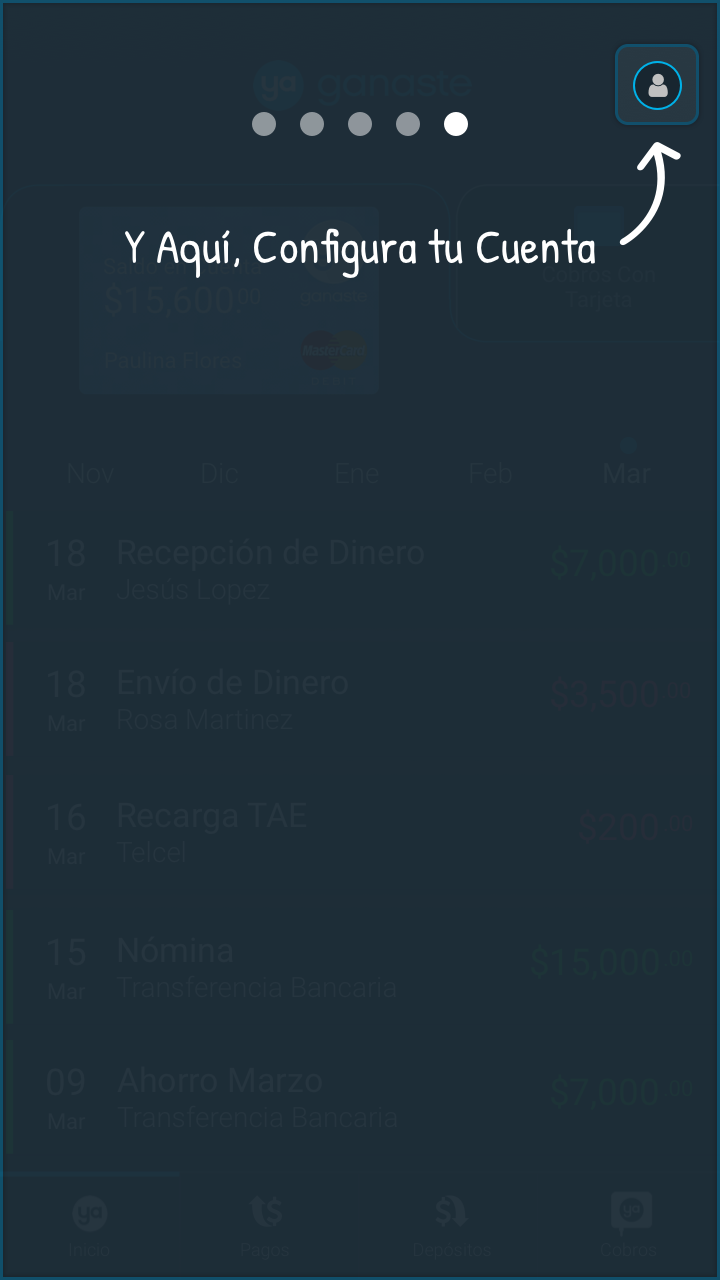 ya ganaste
Y Aquí, Configura tu Cuenta
$15,600.00
ganaste
Cobros Con
Tarjeta
Paulina Flores
MasterCard
Nov Dic Ene Feb Mar
18 Recepción de Dinero $7,000.00
Mar Jesús Lopez
18 Envío de Dinero $3,500.00
Mar Rosa Martinez
16 Recarga TAE $200.00
Mar Telcel
15 Nómina $15,000.00
Mar Transferencia Bancaria
09 Ahorro Marzo $7,000.00
Mar Transferencia Bancaria
ya $ $ ya
Inicio Pagos Depósitos Cobros